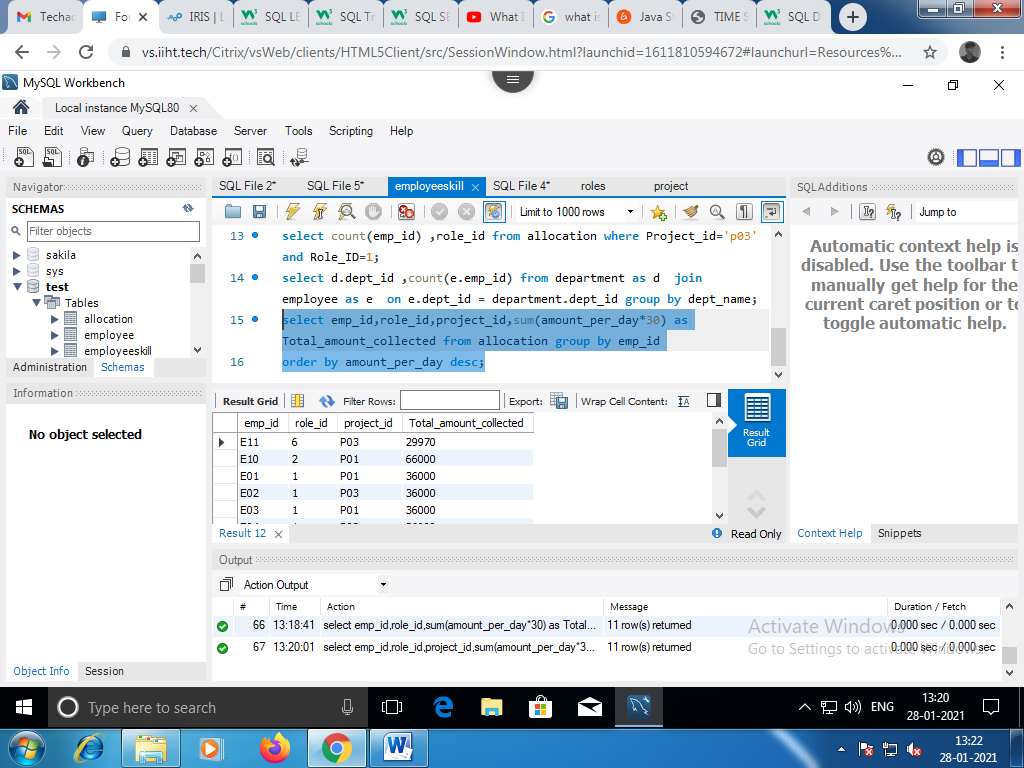 Techac
Fou
IRIS | L
SQL LE
SQL Tr
SQL SE
What I
what is
Java S
TIME S
SQL D
vs.iiht.tech/Citrix/vsWeb/clients/HTML5Client/src/SessionWindow.html?launchid=1611810594672#launchurl=Resources%...
MySQL Workbench
Local instance MySQL80
File Edit View Query Database Server Tools Scripting Help
Navigator
SCHEMAS
Filter objects
sakila
sys
test
Tables
allocation
employee
employeeskill
Administration Schemas
Information
No object selected
Object Info Session
SQL File 2* SQL File 5* employeeskill SQL File 4* roles project
Limit to 1000 rows
13 select count(emp_id) ,role_id from allocation where Project_id='p03'
and Role_ID=1;
14 select d.dept_id ,count(e.emp_id) from department as d join
employee as e on e.dept_id = department.dept_id group by dept_name;
15 select emp_id,role_id,project_id,sum(amount_per_day*30) as
Total_amount_collected from allocation group by emp_id
16 order by amount_per_day desc;
Result Grid Filter Rows: Export: Wrap Cell Content:
emp_id role_id project_id Total_amount_collected
E11 6 P03 29970
E10 2 P01 66000
E01 1 P01 36000
E02 1 P03 36000
E03 1 P01 36000
Result Grid
Result 12
Read Only
SQLAdditions
Jump to
Automatic context help is
disabled. Use the toolbar t
manually get help for the
current caret position or to
toggle automatic help.
Context Help Snippets
Output
Action Output
# Time Action Message Duration / Fetch
66 13:18:41 select emp_id,role_id,sum(amount_per_day*30) as Total... 11 row(s) returned 0.000 sec / 0.000 sec
67 13:20:01 select emp_id,role_id,project_id,sum(amount_per_day*3... 11 row(s) returned 0.000 sec / 0.000 sec
Activate Windows
Go to Settings to activate Windows.
Type here to search
ENG
13:20
28-01-2021
13:22
28-01-2021